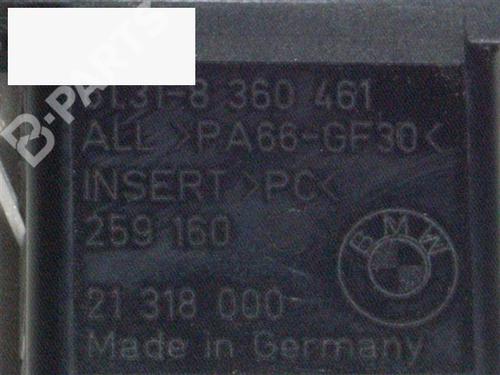 B-PARTS
61.31-8 360 461
ALL >PA66-GF30<
INSERT >PC<
259 160
BMW
21 318 000
Made in Germany